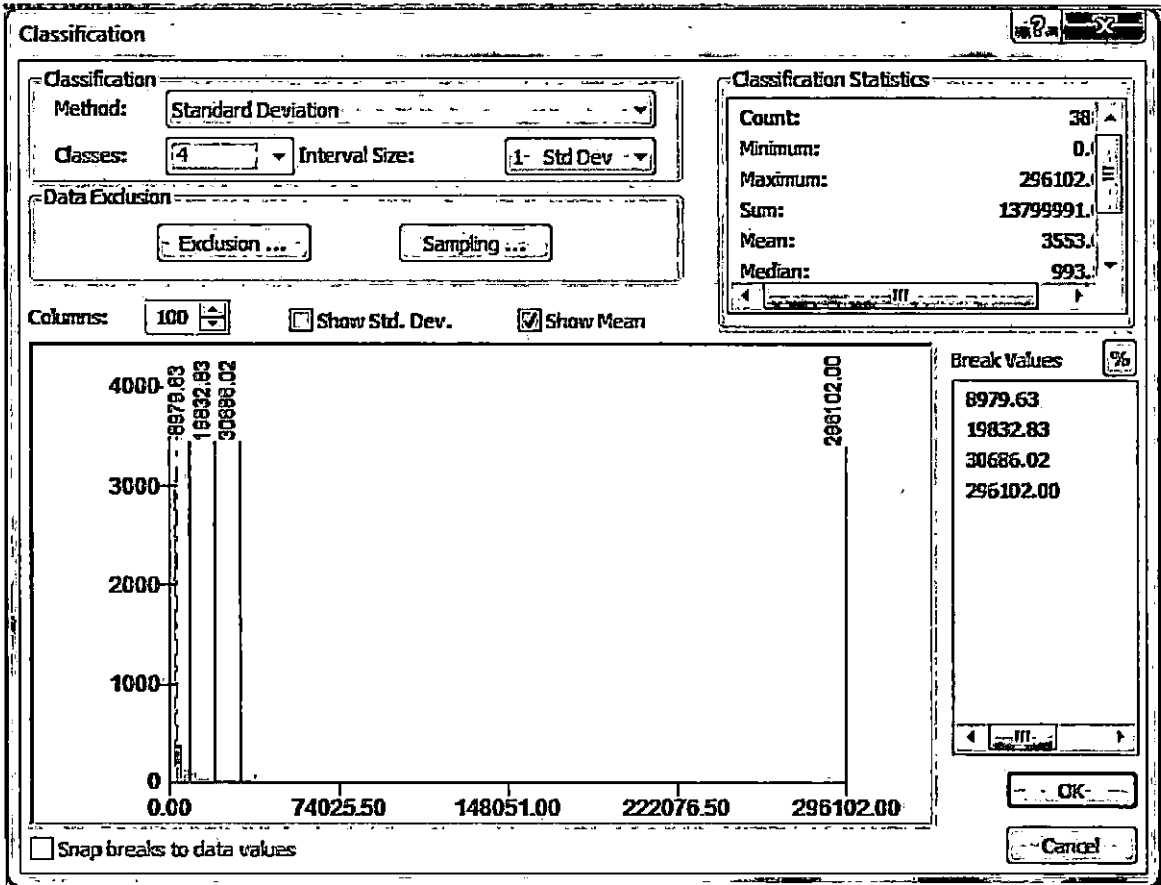 Classification
Classification
Method: Standard Deviation
Classes: 4 Interval Size: 1 Std Dev
Data Exclusion
Exclusion ... Sampling ...
Classification Statistics
Count: 38
Minimum: 0.
Maximum: 296102.
Sum: 13799991.
Mean: 3553.
Median: 993.
Columns: 100 Show Std. Dev. Show Mean
4000
3000
2000
1000
0
8979.63
19832.83
30686.02
296102.00
0.00 74025.50 148051.00 222076.50 296102.00
Break Values %
8979.63
19832.83
30686.02
296102.00
OK
Cancel
Snap breaks to data values